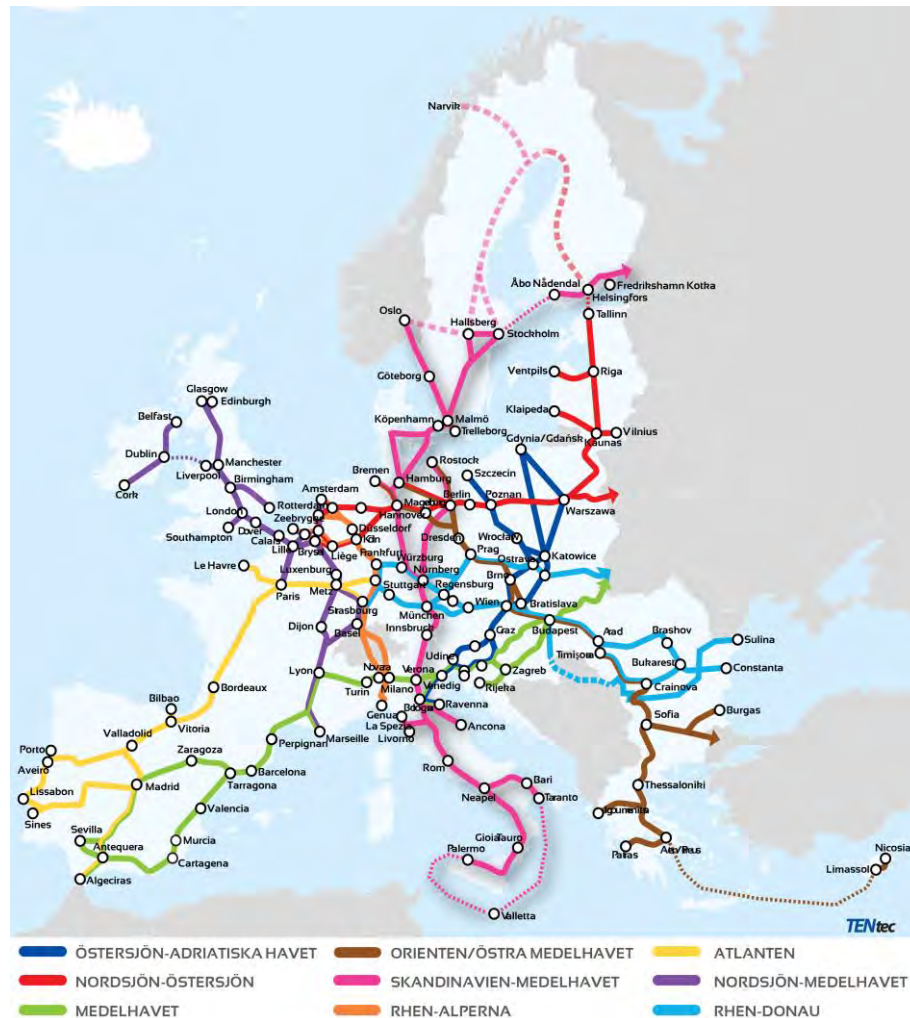 Narvik
Åbo Nådendal
Fredrikshamn Kotka
Helsingfors
Tallinn
Oslo
Hallsberg
Stockholm
Ventpils
Riga
Göteborg
Glasgow
Edinburgh
Klaipeda
Belfast
Köpenhamn
Malmö
Trelleborg
Vilnius
Gdynia/Gdańsk
Kaunas
Dublin
Manchester
Liverpool
Rostock
Szczecin
Bremen
Hamburg
Cork
Birmingham
Amsterdam
Berlin
Poznan
Warszawa
Rotterdam
London
Zeebrygge
Hannover
Düsseldorf
Dover
Southampton
Calais
Lille
Liège
Dresden
Wrocław
Prag
Katowice
Frankfurt
Würzburg
Ostrava
Le Havre
Luxenburg
Nürnberg
Brno
Metz
Stuttgart
Regensburg
Paris
Strasbourg
Wien
Bratislava
München
Dijon
Basel
Innsbruch
Graz
Budapest
Arad
Brashov
Sulina
Udine
Timişoara
Bukarest
Lyon
Verona
Zagreb
Constanta
Turin
Milano
Venedig
Rijeka
Crainova
Bordeaux
Bologna
Ravenna
Bilbao
Genua
Sofia
Burgas
La Spezia
Vitoria
Marseille
Livorno
Ancona
Valladolid
Perpignan
Porto
Zaragoza
Rom
Aveiro
Barcelona
Bari
Madrid
Tarragona
Neapel
Taranto
Thessaloniki
Lissabon
Valencia
Sines
Gioia
Tauro
Sevilla
Murcia
Palermo
Patras
Antequera
Nicosia
Cartagena
Limassol
Algeciras
Valletta
TENtec
ÖSTERSJÖN-ADRIATISKA HAVET
ORIENTEN/ÖSTRA MEDELHAVET
ATLANTEN
NORDSJÖN-ÖSTERSJÖN
SKANDINAVIEN-MEDELHAVET
NORDSJÖN-MEDELHAVET
MEDELHAVET
RHEN-ALPERNA
RHEN-DONAU